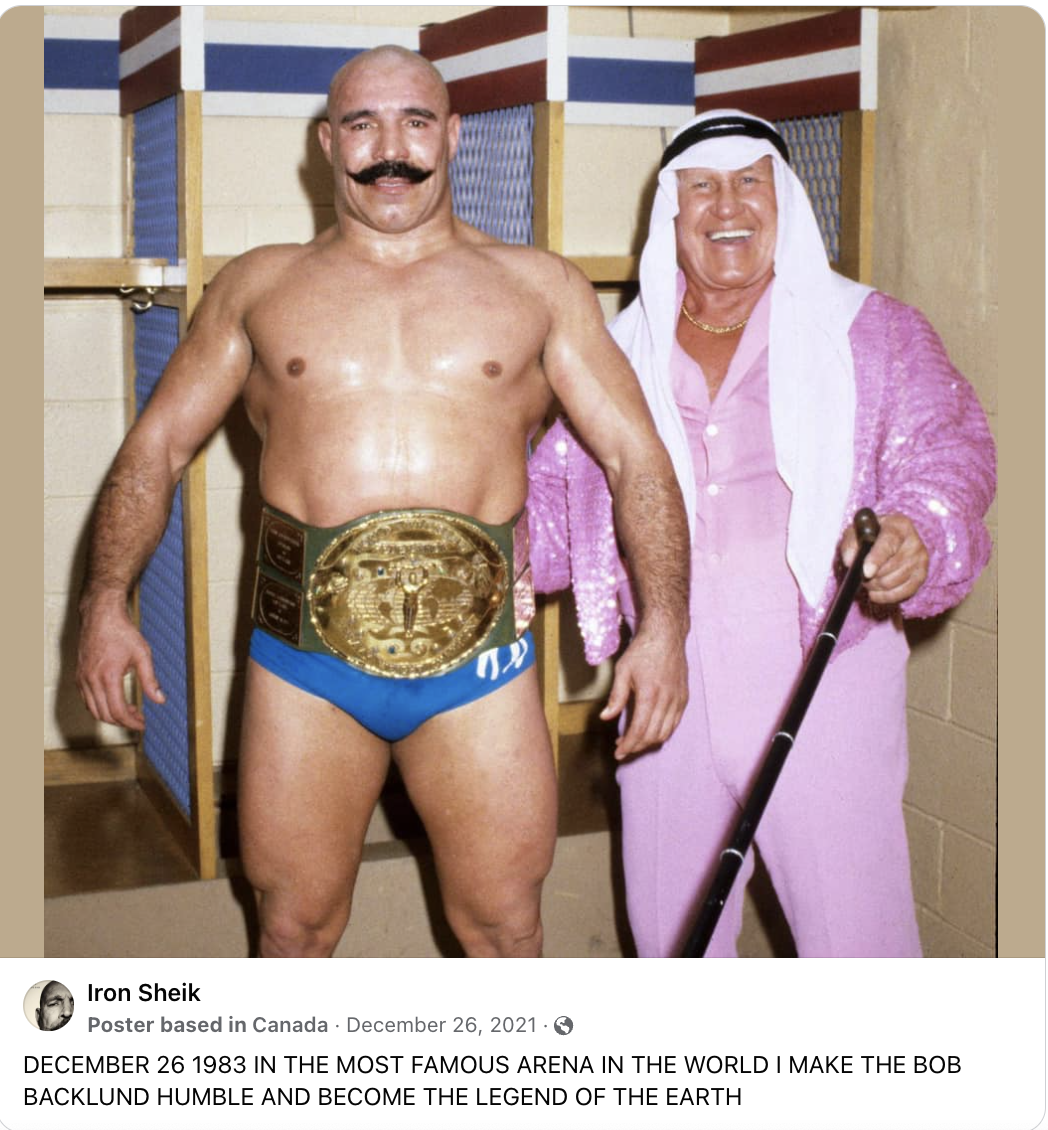 Iron Sheik
Poster based in Canada · December 26, 2021 ·
DECEMBER 26 1983 IN THE MOST FAMOUS ARENA IN THE WORLD I MAKE THE BOB
BACKLUND HUMBLE AND BECOME THE LEGEND OF THE EARTH